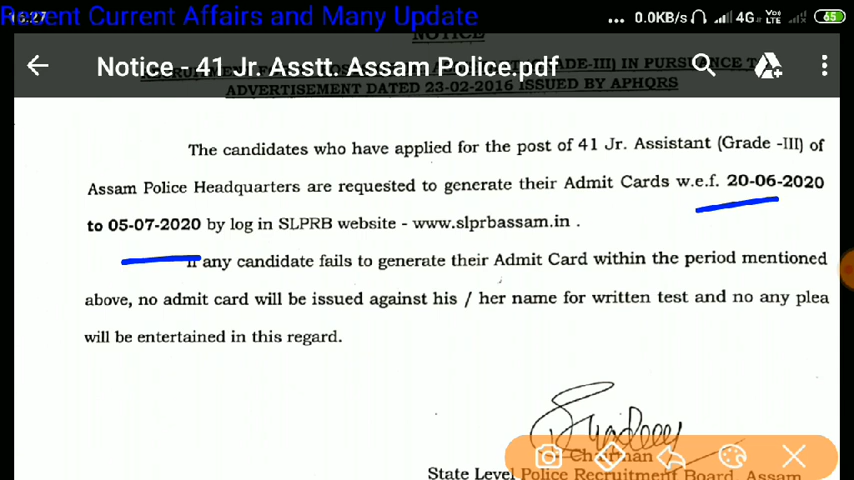 Recent Current Affairs and Many Update
... 0.0KB/s 4G Vo LTE 65
NOTICE
Notice - 41 Jr. Asstt. Assam Police.pdf
ADVERTISEMENT DATED 23-02-2016 ISSUED BY APHQRS
The candidates who have applied for the post of 41 Jr. Assistant (Grade -III) of
Assam Police Headquarters are requested to generate their Admit Cards w.e.f. 20-06-2020
to 05-07-2020 by log in SLPRB website - www.slprbassam.in .
If any candidate fails to generate their Admit Card within the period mentioned
above, no admit card will be issued against his / her name for written test and no any plea
will be entertained in this regard.
Chairman
State Level Police Recruitment Board, Assam